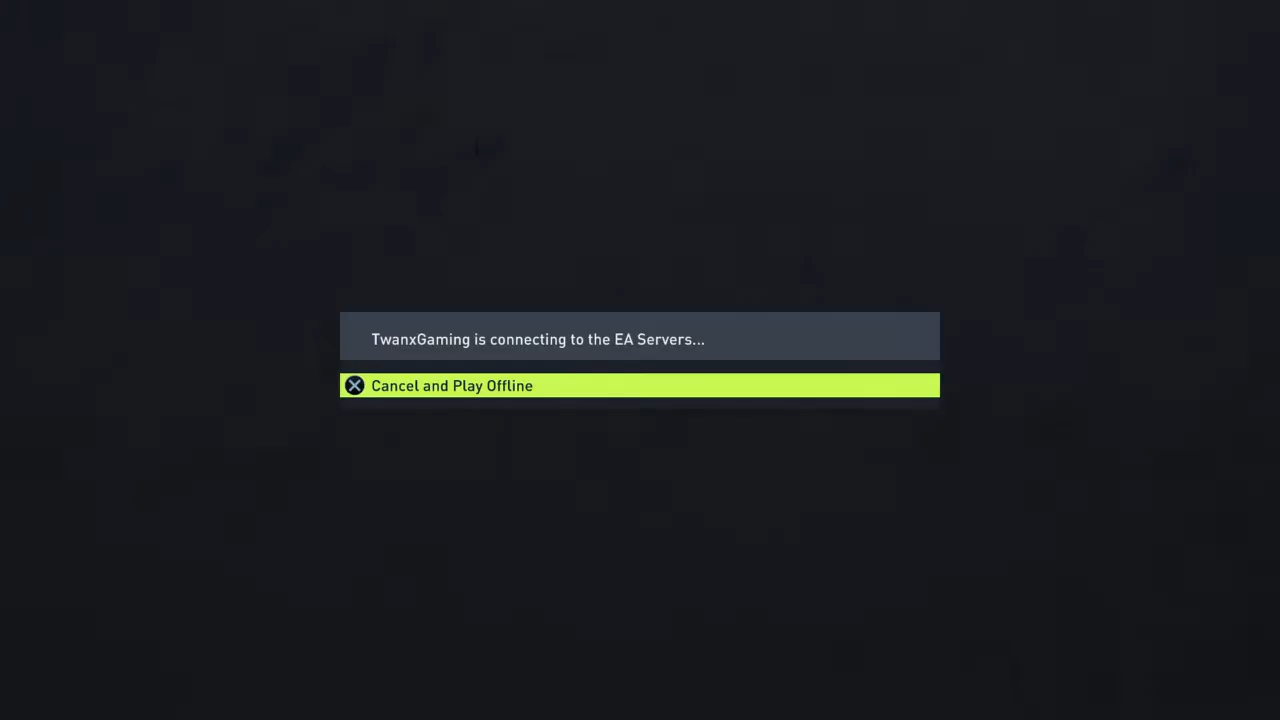 TwanxGaming is connecting to the EA Servers...
Cancel and Play Offline